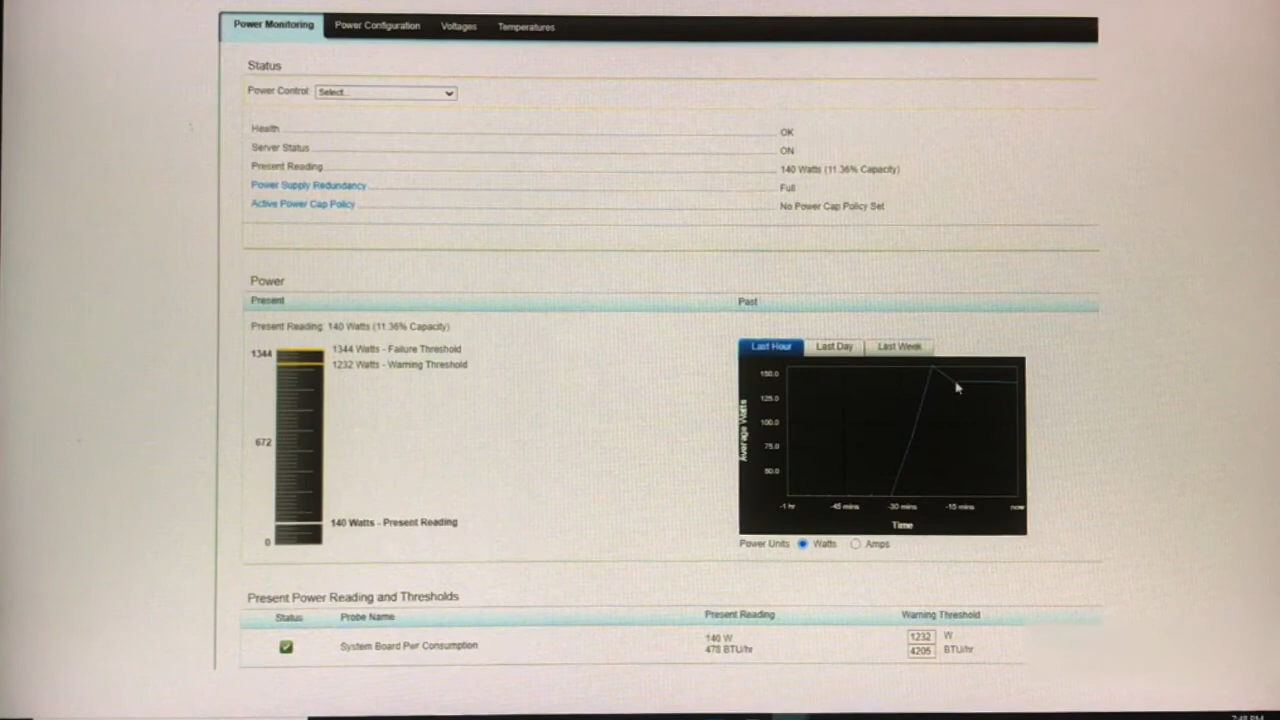 Power Monitoring Power Configuration Voltages Temperatures
Status
Power Control: Select...
Health OK
Server Status ON
Present Reading 140 Watts (11.36% Capacity)
Power Supply Redundancy Full
Active Power Cap Policy No Power Cap Policy Set
Power
Present Past
Present Reading: 140 Watts (11.36% Capacity)
1344
1344 Watts - Failure Threshold
1232 Watts - Warning Threshold
672
140 Watts - Present Reading
0
Last Hour Last Day Last Week
Average Watts
150.0
125.0
100.0
75.0
50.0
-1 hr -45 mins -30 mins -15 mins now
Time
Power Units Watts Amps
Present Power Reading and Thresholds
Status Probe Name Present Reading Warning Threshold
System Board Pwr Consumption 140 W 1232 W
478 BTU/hr 4205 BTU/hr
7:48 PM